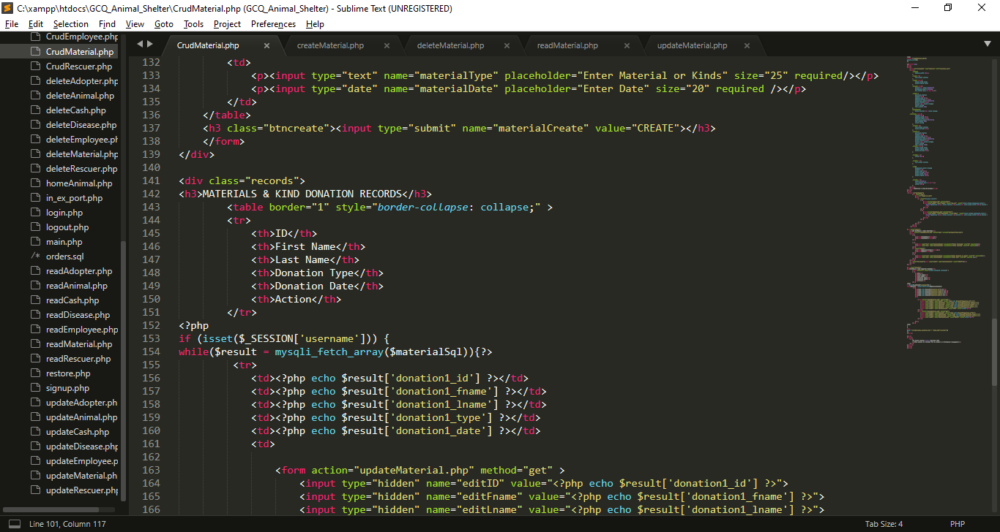 C:\xampp\htdocs\GCQ_Animal_Shelter\CrudMaterial.php (GCQ_Animal_Shelter) - Sublime Text (UNREGISTERED)
File Edit Selection Find View Goto Tools Project Preferences Help
CrudEmployee.php
CrudMaterial.php
CrudRescuer.php
deleteAdopter.php
deleteAnimal.php
deleteCash.php
deleteDisease.php
deleteEmployee.ph
deleteMaterial.php
deleteRescuer.php
homeAnimal.php
in_ex_port.php
login.php
logout.php
main.php
/* orders.sql
readAdopter.php
readAnimal.php
readCash.php
readDisease.php
readEmployee.php
readMaterial.php
readRescuer.php
restore.php
signup.php
updateAdopter.ph
updateAnimal.php
updateCash.php
updateDisease.php
updateEmployee.p
updateMaterial.ph
updateRescuer.php
CrudMaterial.php × createMaterial.php × deleteMaterial.php × readMaterial.php × updateMaterial.php ×
132 <td>
133 <p><input type="text" name="materialType" placeholder="Enter Material or Kinds" size="25" required/></p>
134 <p><input type="date" name="materialDate" placeholder="Enter Date" size="20" required /></p>
135 </td>
136 </table>
137 <h3 class="btncreate"><input type="submit" name="materialCreate" value="CREATE"></h3>
138 </form>
139 </div>
140
141 <div class="records">
142 <h3>MATERIALS & KIND DONATION RECORDS</h3>
143 <table border="1" style="border-collapse: collapse;" >
144 <tr>
145 <th>ID</th>
146 <th>First Name</th>
147 <th>Last Name</th>
148 <th>Donation Type</th>
149 <th>Donation Date</th>
150 <th>Action</th>
151 </tr>
152 <?php
153 if (isset($_SESSION['username'])) {
154 while($result = mysqli_fetch_array($materialSql)){?>
155 <tr>
156 <td><?php echo $result['donation1_id'] ?></td>
157 <td><?php echo $result['donation1_fname'] ?></td>
158 <td><?php echo $result['donation1_lname'] ?></td>
159 <td><?php echo $result['donation1_type'] ?></td>
160 <td><?php echo $result['donation1_date'] ?></td>
161 <td>
162
163 <form action="updateMaterial.php" method="get" >
164 <input type="hidden" name="editID" value="<?php echo $result['donation1_id'] ?>">
165 <input type="hidden" name="editFname" value="<?php echo $result['donation1_fname'] ?>">
166 <input type="hidden" name="editLname" value="<?php echo $result['donation1_lname'] ?>">
Line 101, Column 117 Tab Size: 4 PHP